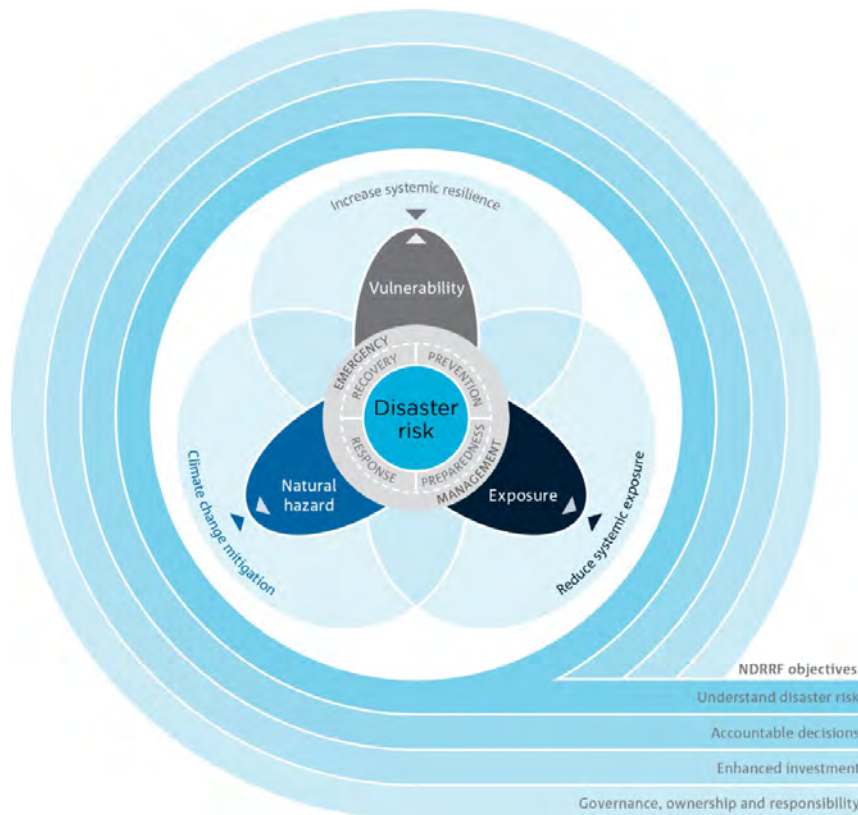 Increase systemic resilience
Vulnerability
EMERGENCY
RECOVERY
PREVENTION
Disaster
risk
RESPONSE
PREPAREDNESS
MANAGEMENT
Natural
hazard
Exposure
Climate change mitigation
Reduce systemic exposure
NDRRF objectives
Understand disaster risk
Accountable decisions
Enhanced investment
Governance, ownership and responsibility